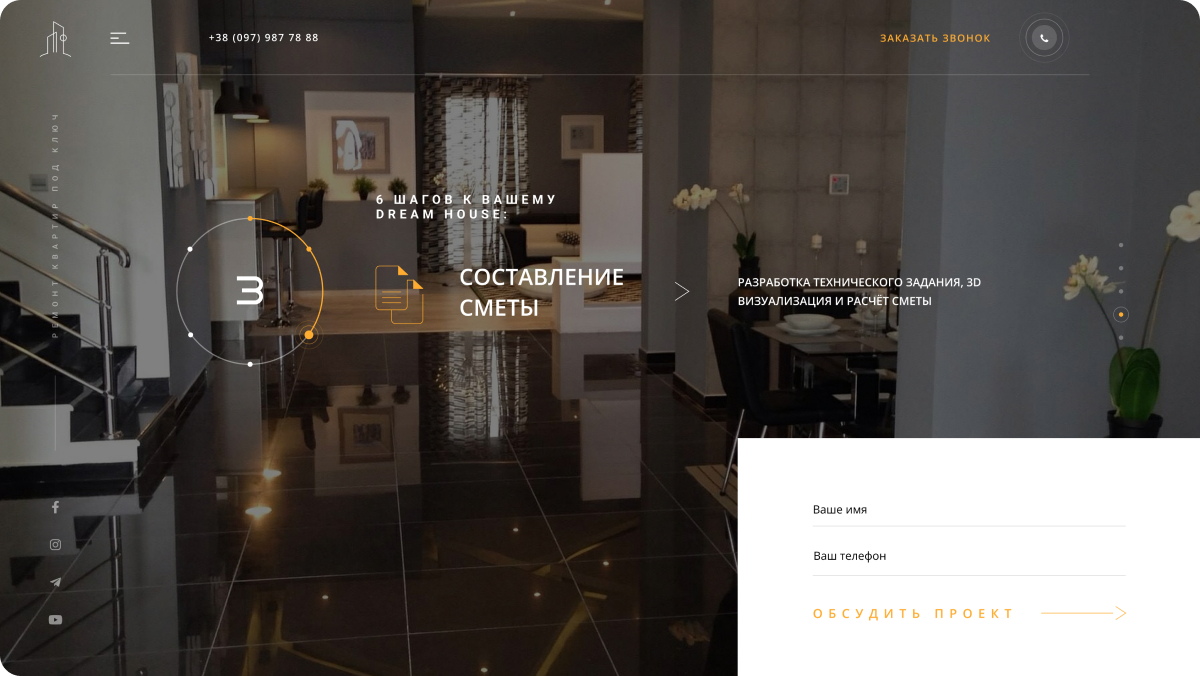 +38 (097) 987 78 88
ЗАКАЗАТЬ ЗВОНОК
РЕМОНТ КВАРТИР ПОД КЛЮЧ
6 ШАГОВ К ВАШЕМУ
DREAM HOUSE:
3
СОСТАВЛЕНИЕ
СМЕТЫ
РАЗРАБОТКА ТЕХНИЧЕСКОГО ЗАДАНИЯ, 3D
ВИЗУАЛИЗАЦИЯ И РАСЧЁТ СМЕТЫ
Ваше имя
Ваш телефон
ОБСУДИТЬ ПРОЕКТ